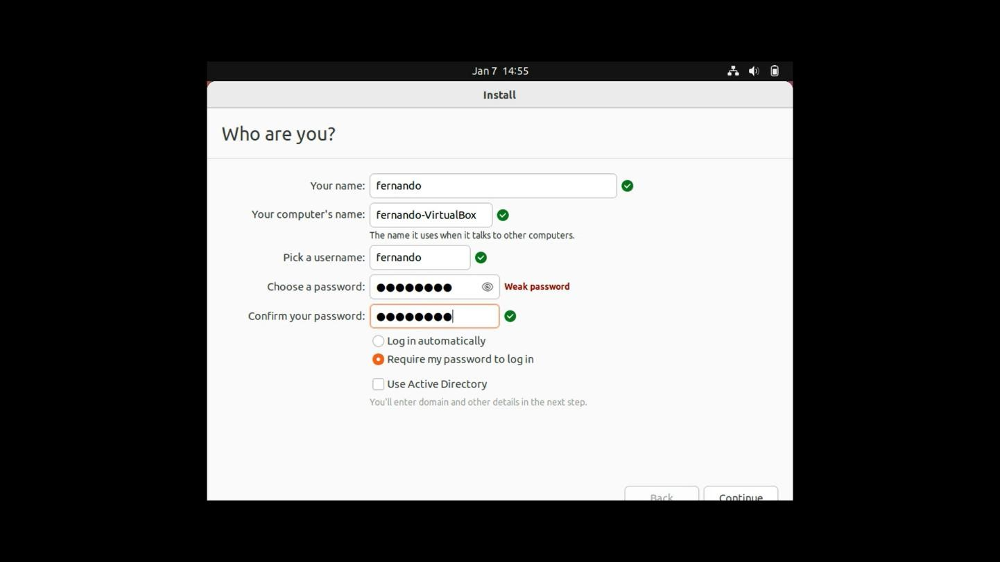 Jan 7 14:55
Install
Who are you?
Your name: fernando
Your computer's name: fernando-VirtualBox
The name it uses when it talks to other computers.
Pick a username: fernando
Choose a password: ●●●●●●●● Weak password
Confirm your password: ●●●●●●●●
Log in automatically
Require my password to log in
Use Active Directory
You'll enter domain and other details in the next step.
Back Continue